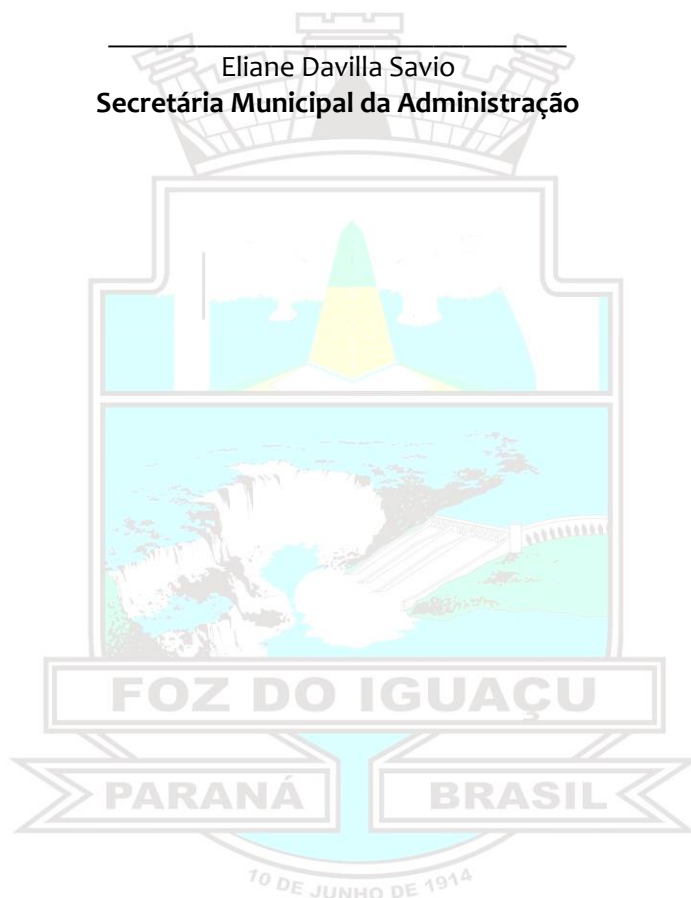 Eliane Davilla Savio
Secretária Municipal da Administração
FOZ DO IGUAÇU
PARANÁ BRASIL
10 DE JUNHO DE 1914